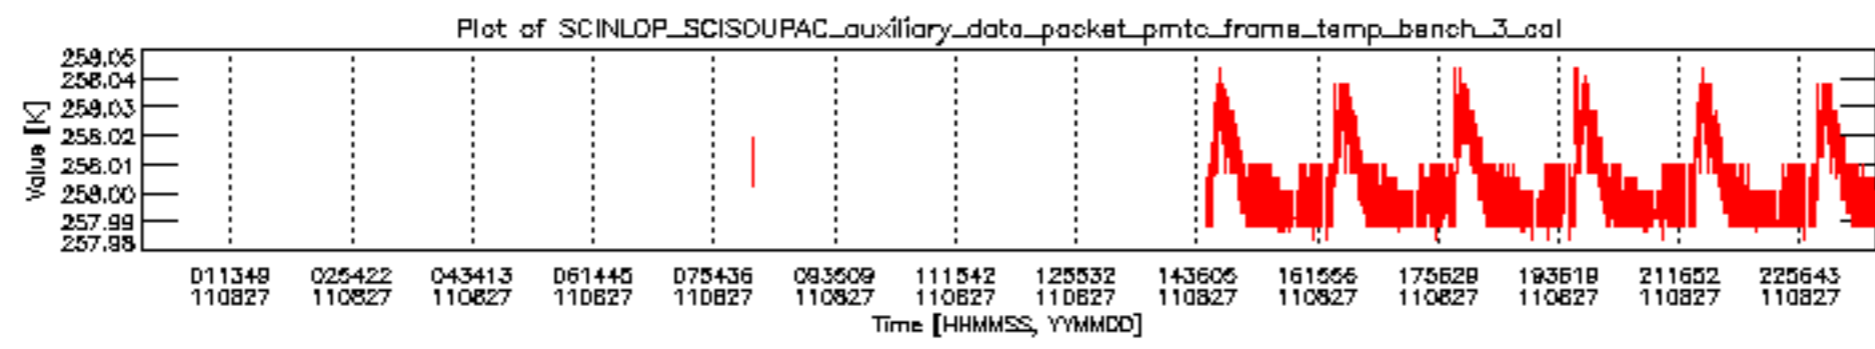 Plot of SCINLOP_SCISOUPAC_auxiliary_data_packet_pmtc_frame_temp_bench_3_cal
258.05
258.04
258.03
258.02
258.01
258.00
257.99
257.98
Value [K]
011349 025422 043413 061445 075436 093509 111542 125532 143605 161556 175629 193619 211652 225643
110827 110827 110827 110827 110827 110827 110827 110827 110827 110827 110827 110827 110827 110827
Time [HHMMSS, YYMMDD]